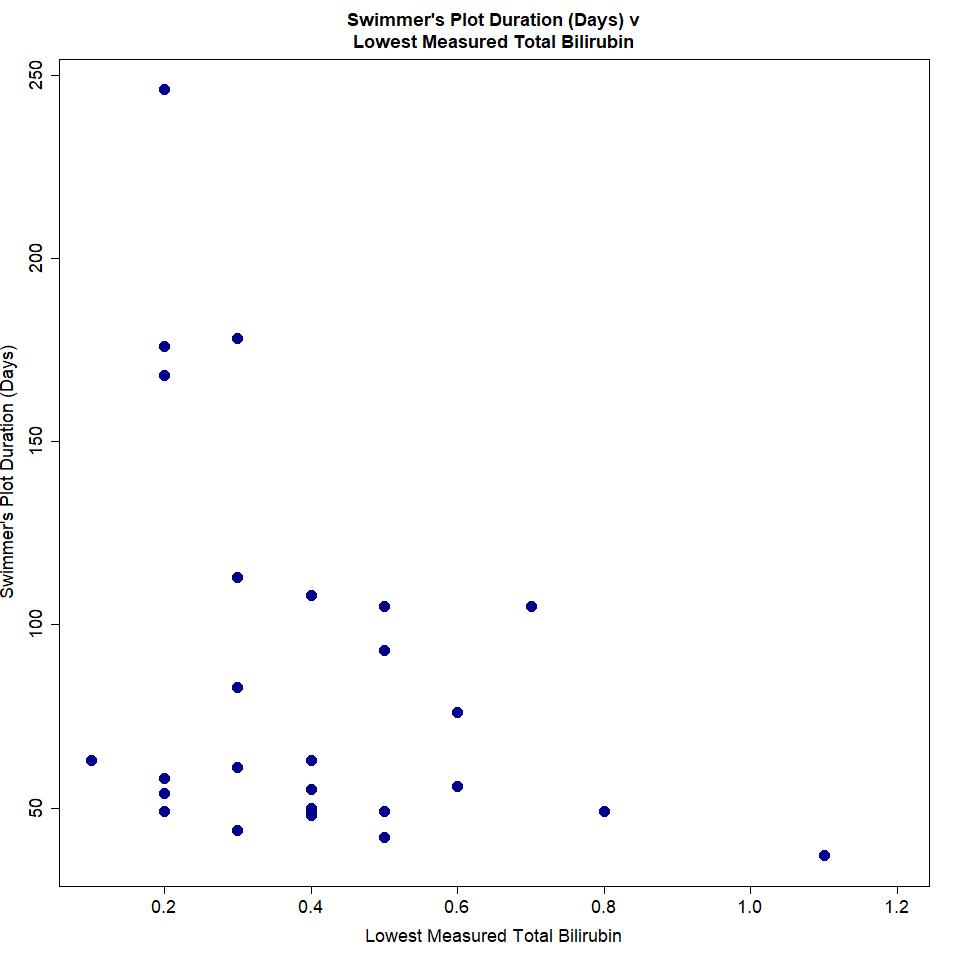 Swimmer's Plot Duration (Days) v
Lowest Measured Total Bilirubin
Swimmer's Plot Duration (Days)
250
200
150
100
50
0.2 0.4 0.6 0.8 1.0 1.2
Lowest Measured Total Bilirubin